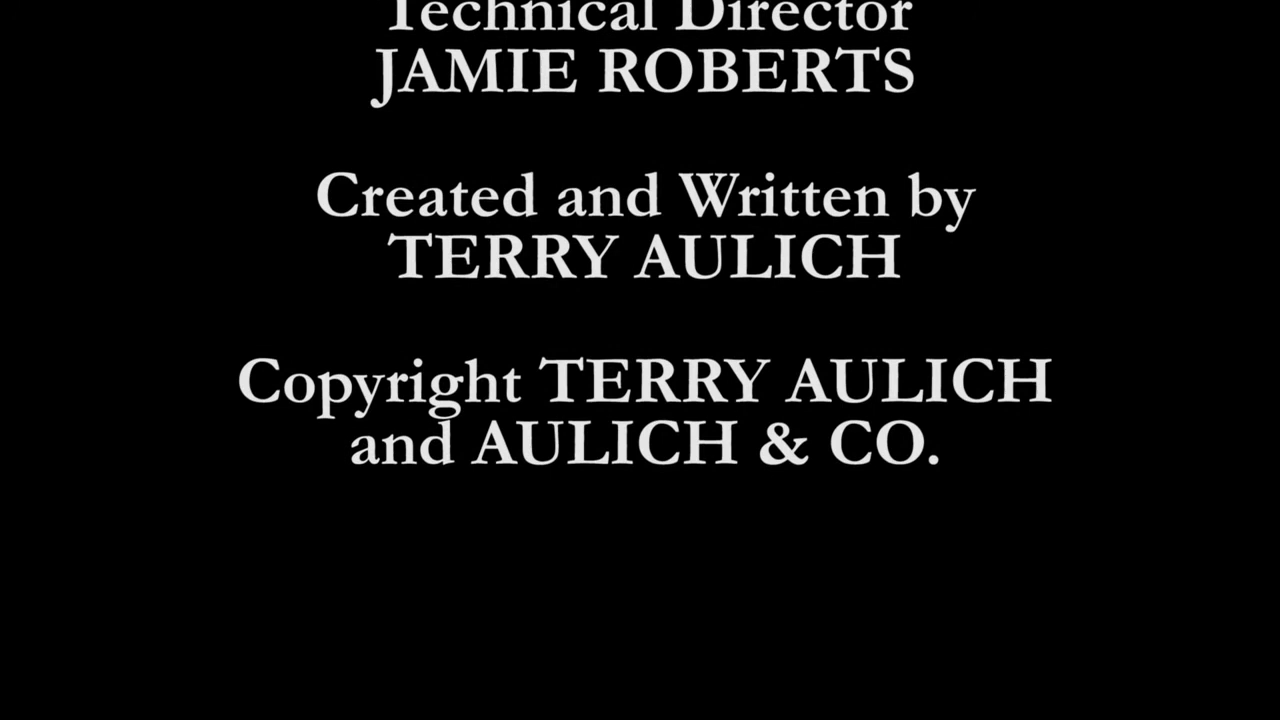 Technical Director
JAMIE ROBERTS
Created and Written by
TERRY AULICH
Copyright TERRY AULICH
and AULICH & CO.